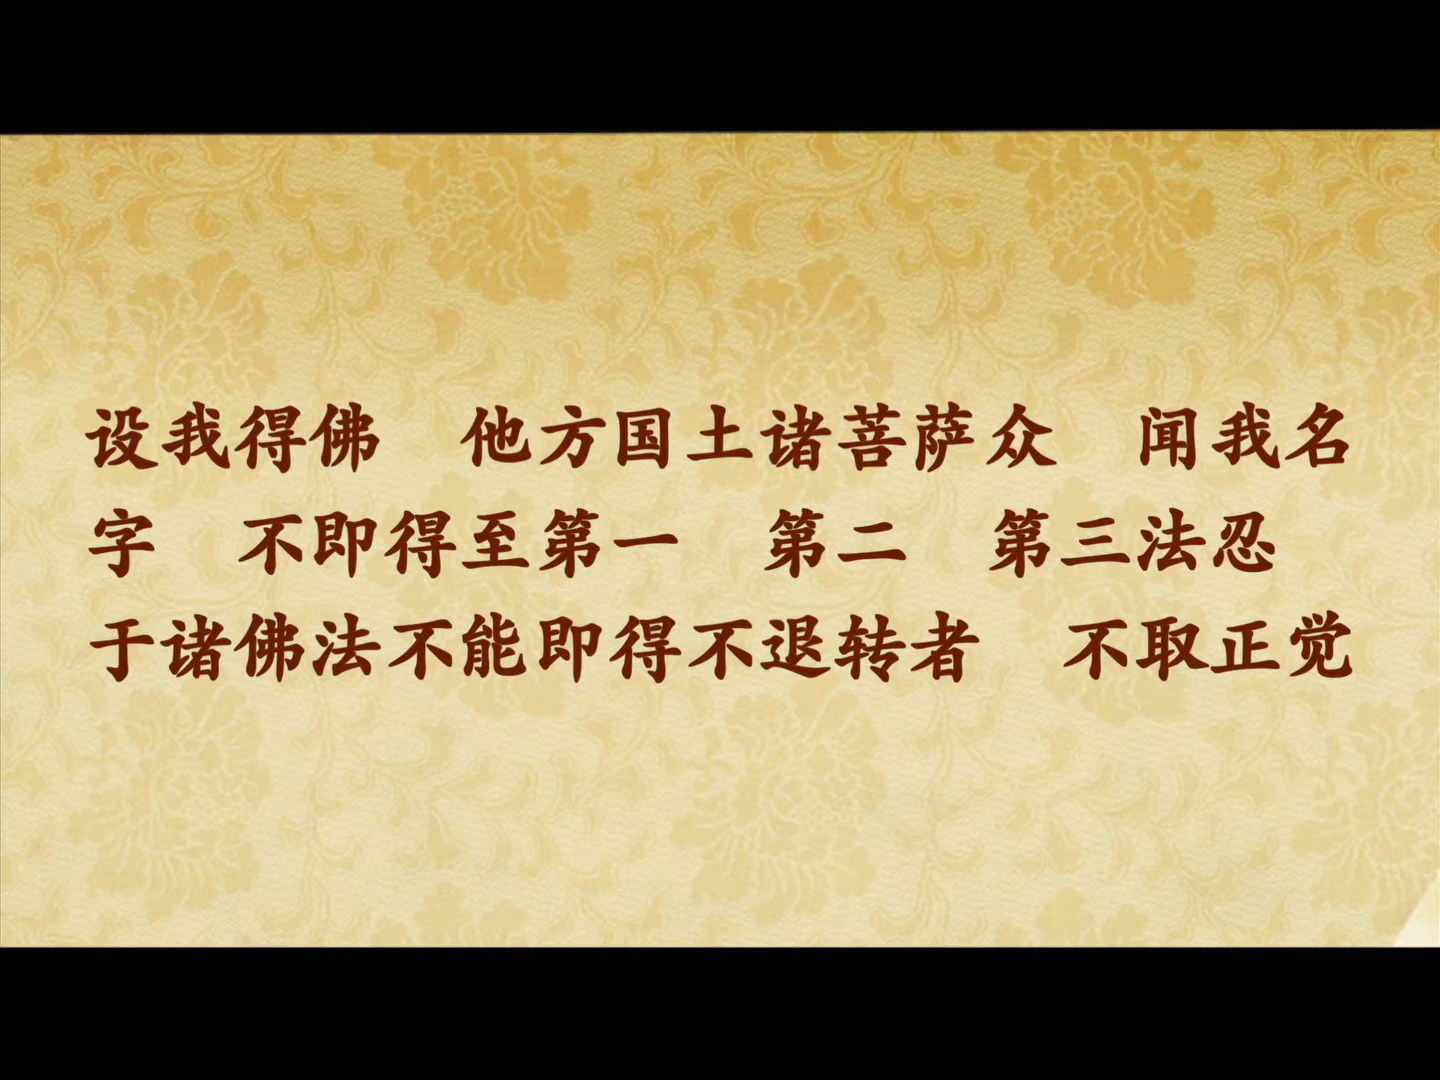 设我得佛　他方国土诸菩萨众　闻我名
字　不即得至第一　第二　第三法忍
于诸佛法不能即得不退转者　不取正觉